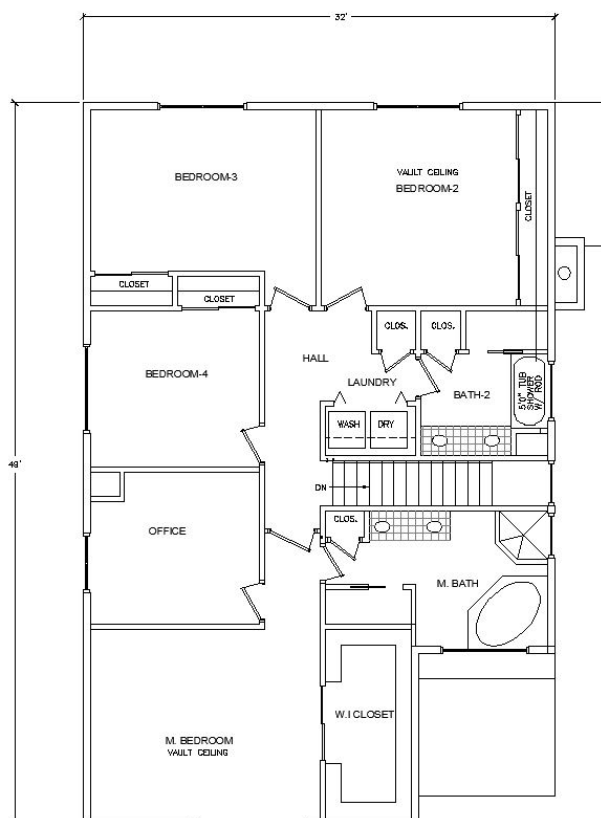 32'
BEDROOM-3
VAULT CEILING
BEDROOM-2
CLOSET
CLOSET
CLOSET
CLOS.
CLOS.
HALL
BEDROOM-4
LAUNDRY
BATH-2
5'0" TUB
SHOWER
W/ ROD
WASH
DRY
48'
DN
CLOS.
OFFICE
M. BATH
W.I CLOSET
M. BEDROOM
VAULT CEILING